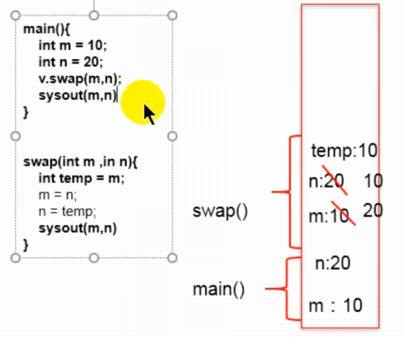 main(){
int m = 10;
int n = 20;
v.swap(m,n);
sysout(m,n)
}
swap(int m ,in n){
int temp = m;
m = n;
n = temp;
sysout(m,n)
}
temp:10
n:20 10
m:10 20
swap()
n:20
main()
m : 10